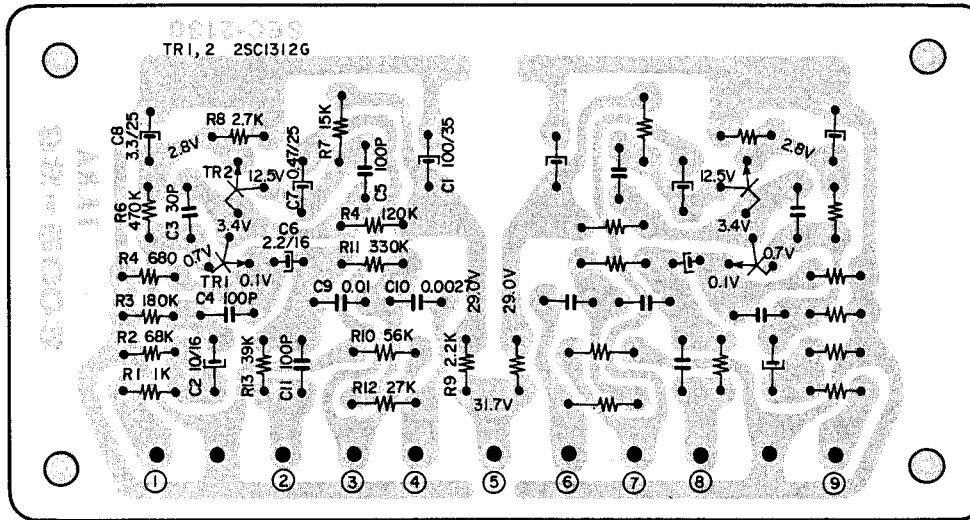 SEC-2130
TR1, 2 2SC1312G
C8 3.3/25
2.8V
R8 2.7K
R7 15K
2.8V
TR2
12.5V
C7 0.47/25
C5 100P
C1 100/35
12.5V
R6 470K
C3 30P
3.4V
C6 2.2/16
R4 120K
3.4V
R4 680
0.7V
R11 330K
0.7V
TR1
0.1V
0.1V
R3 180K
C4 100P
C9 0.01
C10 0.0027
29.0V
29.0V
R2 68K
R10 56K
R1 1K
C2 10/16
R13 39K
C11 100P
R12 27K
R9 2.2K
31.7V
① ② ③ ④ ⑤ ⑥ ⑦ ⑧ ⑨